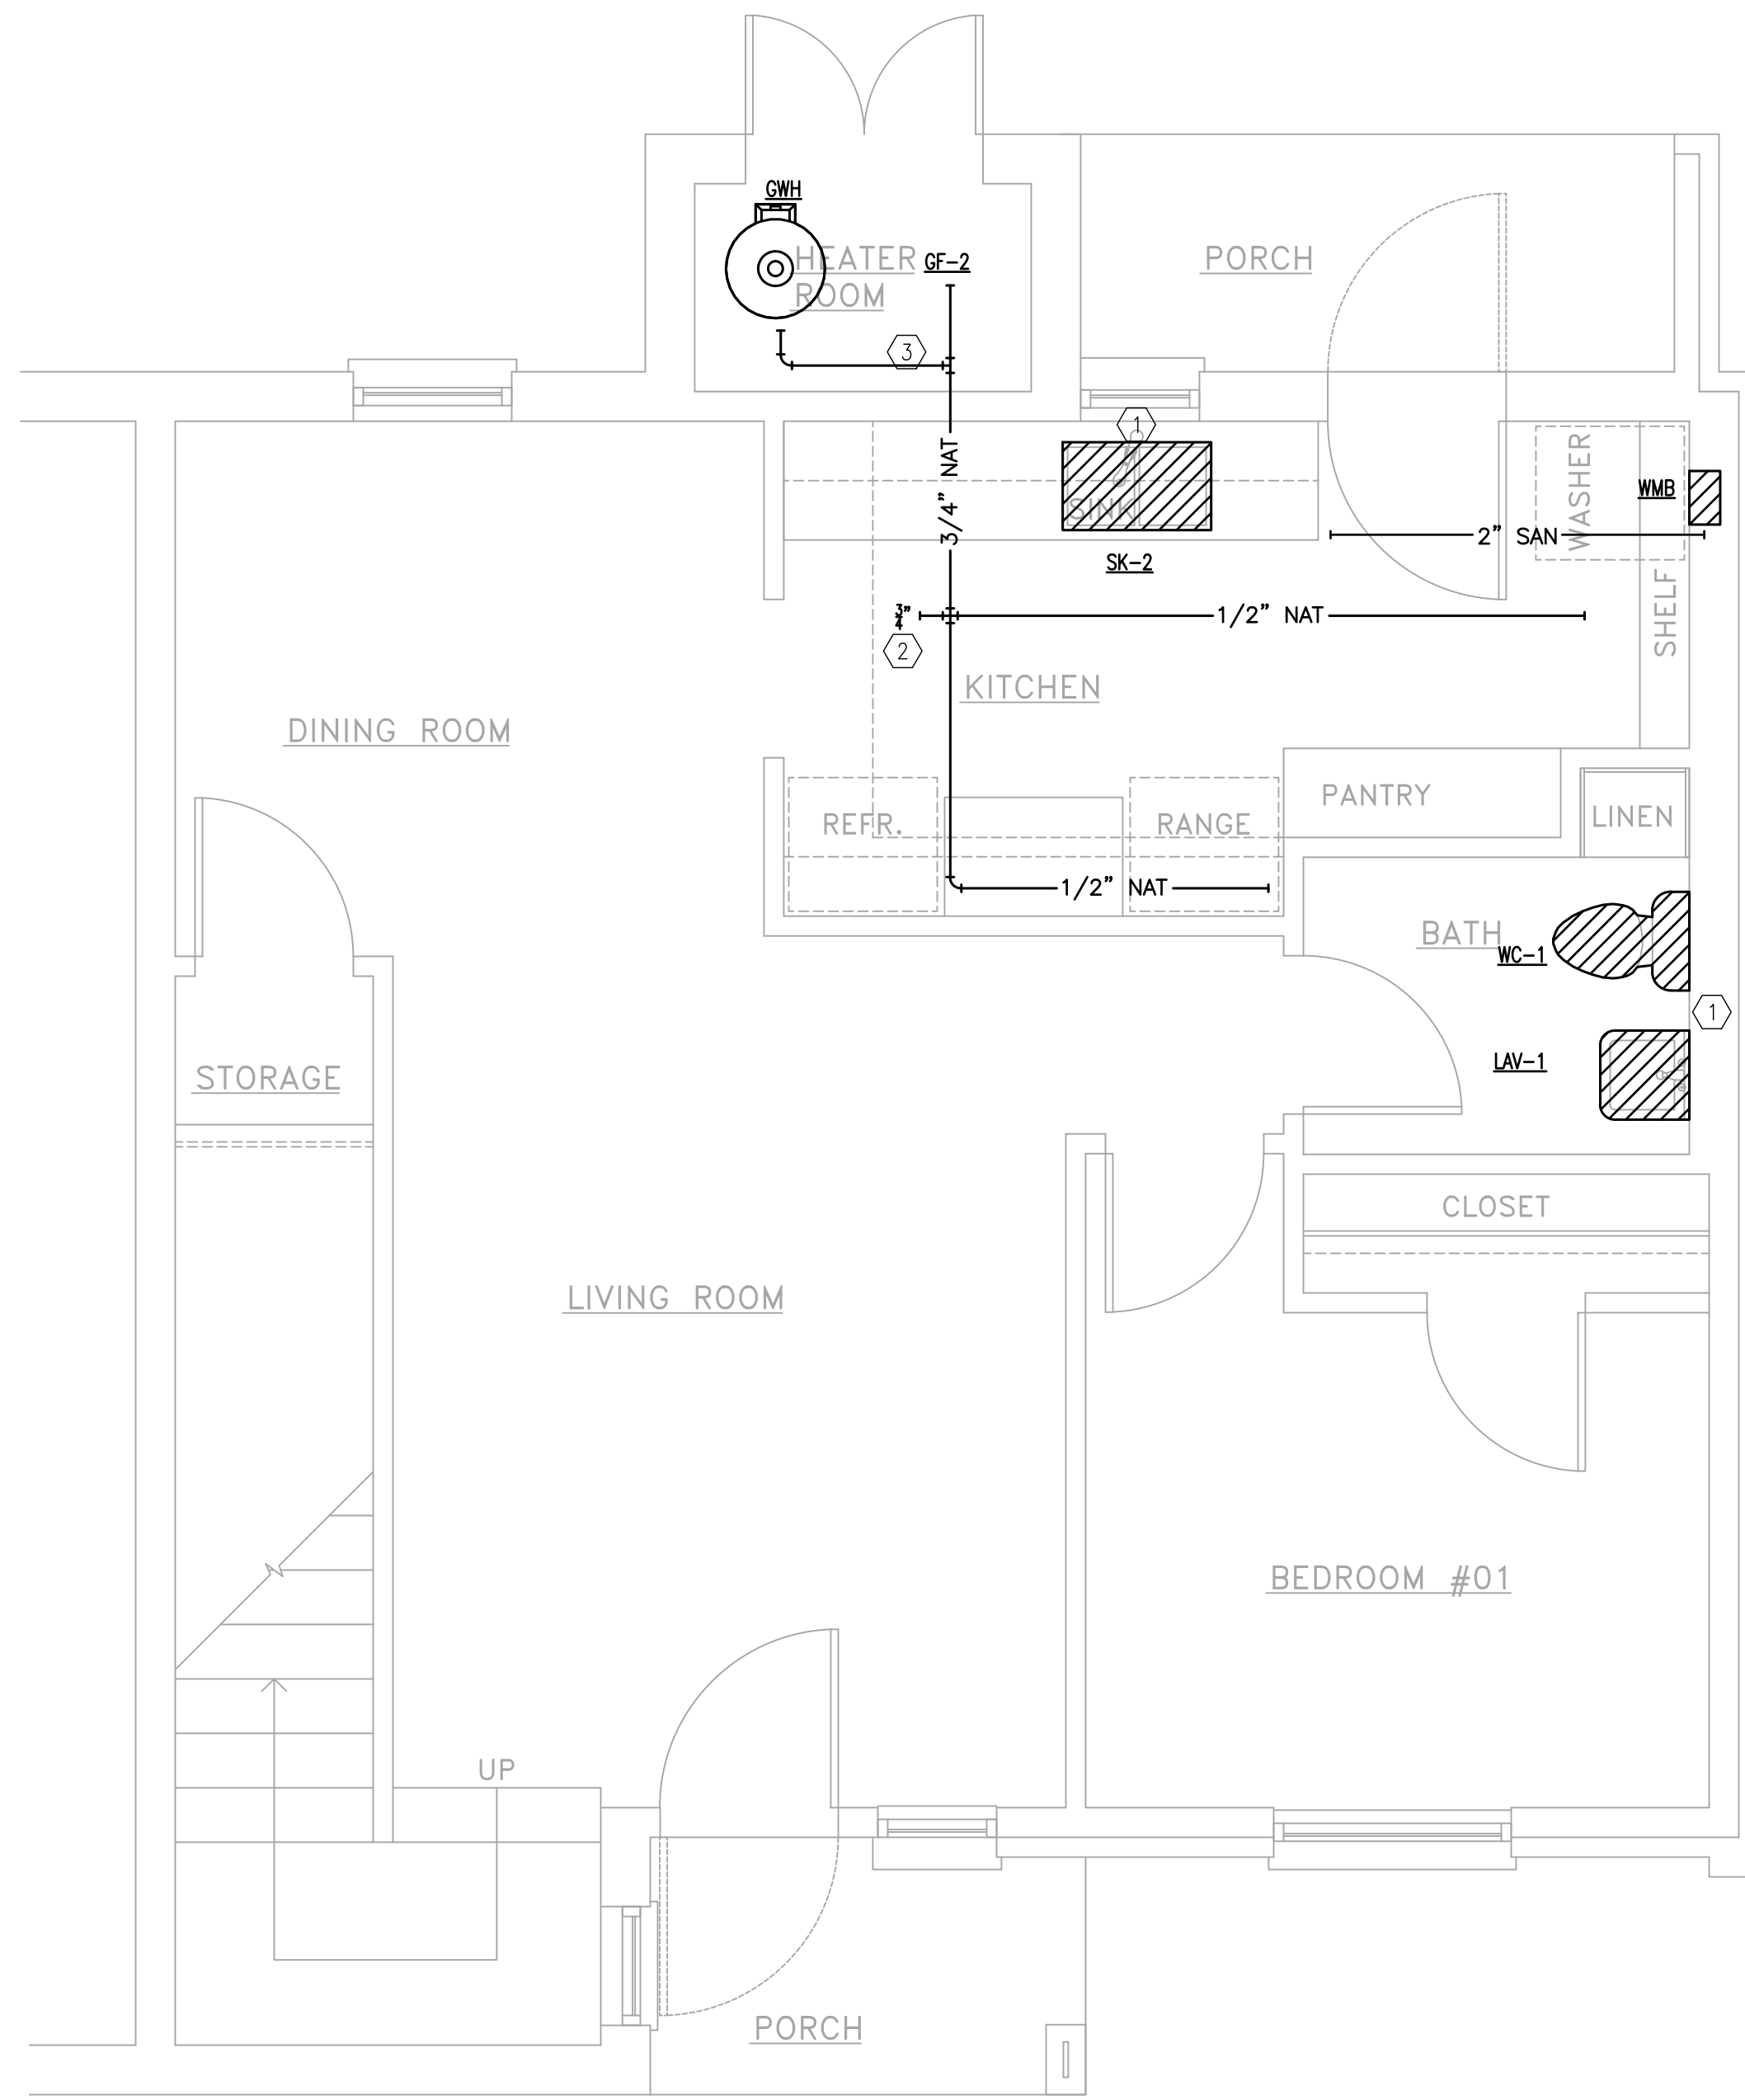 GWH
HEATER
ROOM
GF-2
PORCH
3
1
3/4" NAT
SINK
WASHER
WMB
2" SAN
SK-2
SHELF
3/4"
1/2" NAT
2
KITCHEN
DINING ROOM
REFR.
RANGE
PANTRY
LINEN
1/2" NAT
BATH
WC-1
1
LAV-1
STORAGE
CLOSET
LIVING ROOM
BEDROOM #01
UP
PORCH